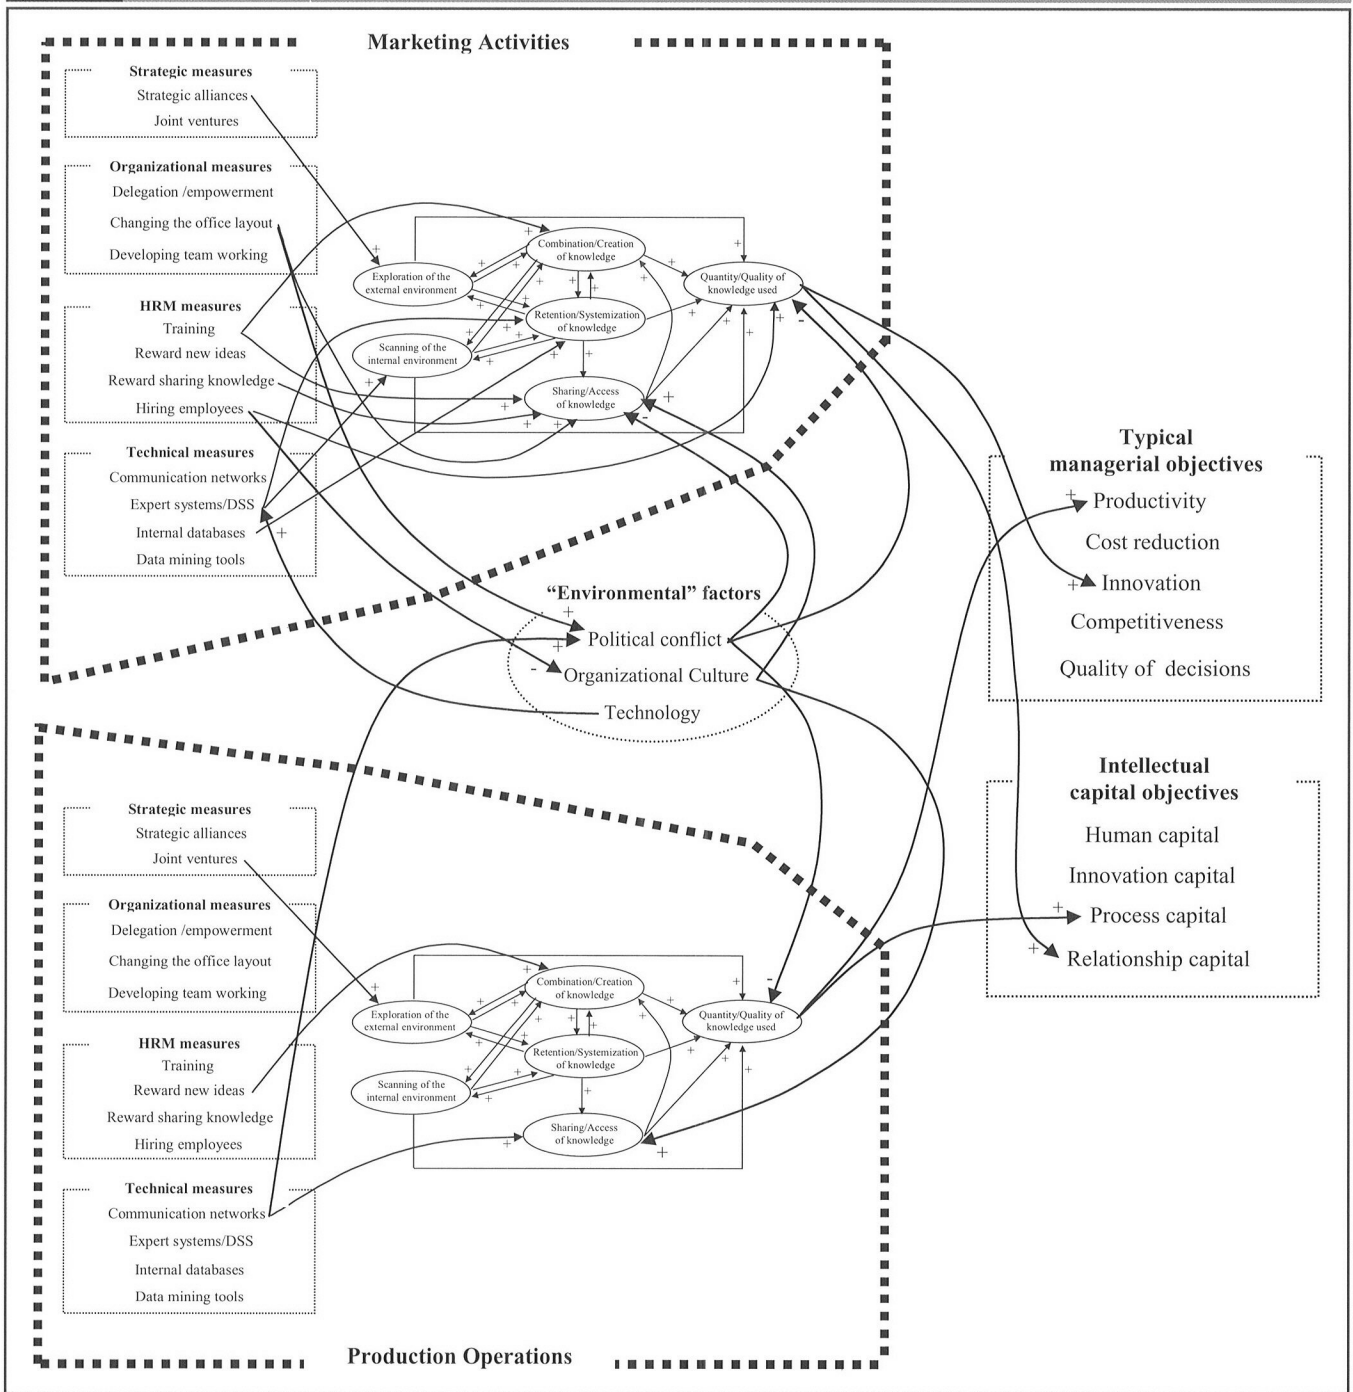 Marketing Activities
Strategic measures
Strategic alliances
Joint ventures
Organizational measures
Delegation /empowerment
Changing the office layout
Developing team working
HRM measures
Training
Reward new ideas
Reward sharing knowledge
Hiring employees
Technical measures
Communication networks
Expert systems/DSS
Internal databases
Data mining tools
Combination/Creation
of knowledge
Exploration of the
external environment
Quantity/Quality of
knowledge used
Retention/Systemization
of knowledge
Scanning of the
internal environment
Sharing/Access
of knowledge
“Environmental” factors
Political conflict
Organizational Culture
Technology
Typical
managerial objectives
Productivity
Cost reduction
Innovation
Competitiveness
Quality of decisions
Intellectual
capital objectives
Human capital
Innovation capital
Process capital
Relationship capital
Strategic measures
Strategic alliances
Joint ventures
Organizational measures
Delegation /empowerment
Changing the office layout
Developing team working
HRM measures
Training
Reward new ideas
Reward sharing knowledge
Hiring employees
Technical measures
Communication networks
Expert systems/DSS
Internal databases
Data mining tools
Combination/Creation
of knowledge
Exploration of the
external environment
Quantity/Quality of
knowledge used
Retention/Systemization
of knowledge
Scanning of the
internal environment
Sharing/Access
of knowledge
Production Operations